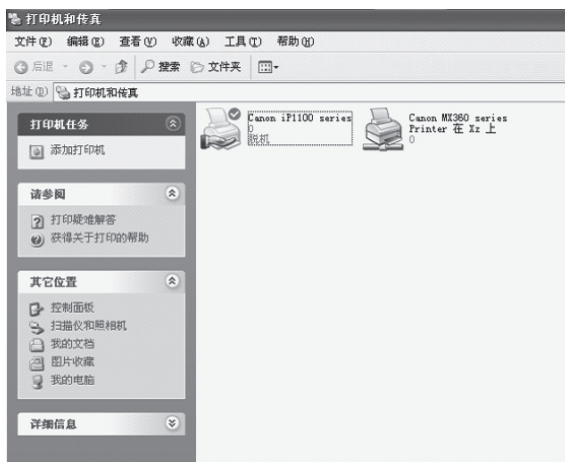 打印机和传真
文件(F) 编辑(E) 查看(V) 收藏(A) 工具(T) 帮助(H)
后退 搜索 文件夹
地址(D) 打印机和传真
打印机任务
添加打印机
请参阅
打印疑难解答
获得关于打印的帮助
其它位置
控制面板
扫描仪和照相机
我的文档
图片收藏
我的电脑
详细信息
Canon iP1100 series
0
脱机
Canon MX360 series
Printer 在 Xz 上
0